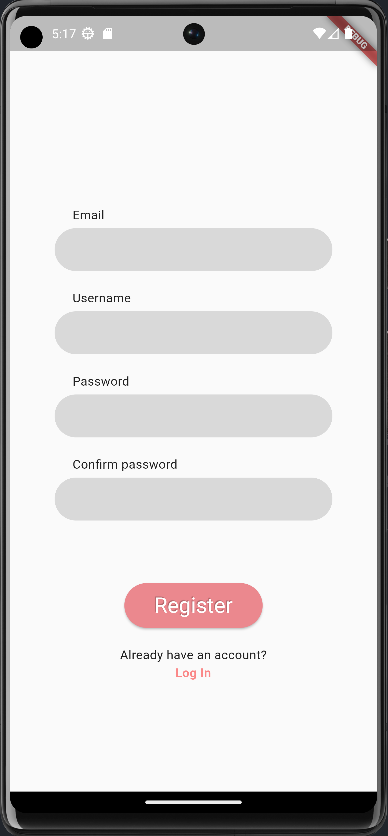 5:17
DEBUG
Email
Username
Password
Confirm password
Register
Already have an account?
Log In